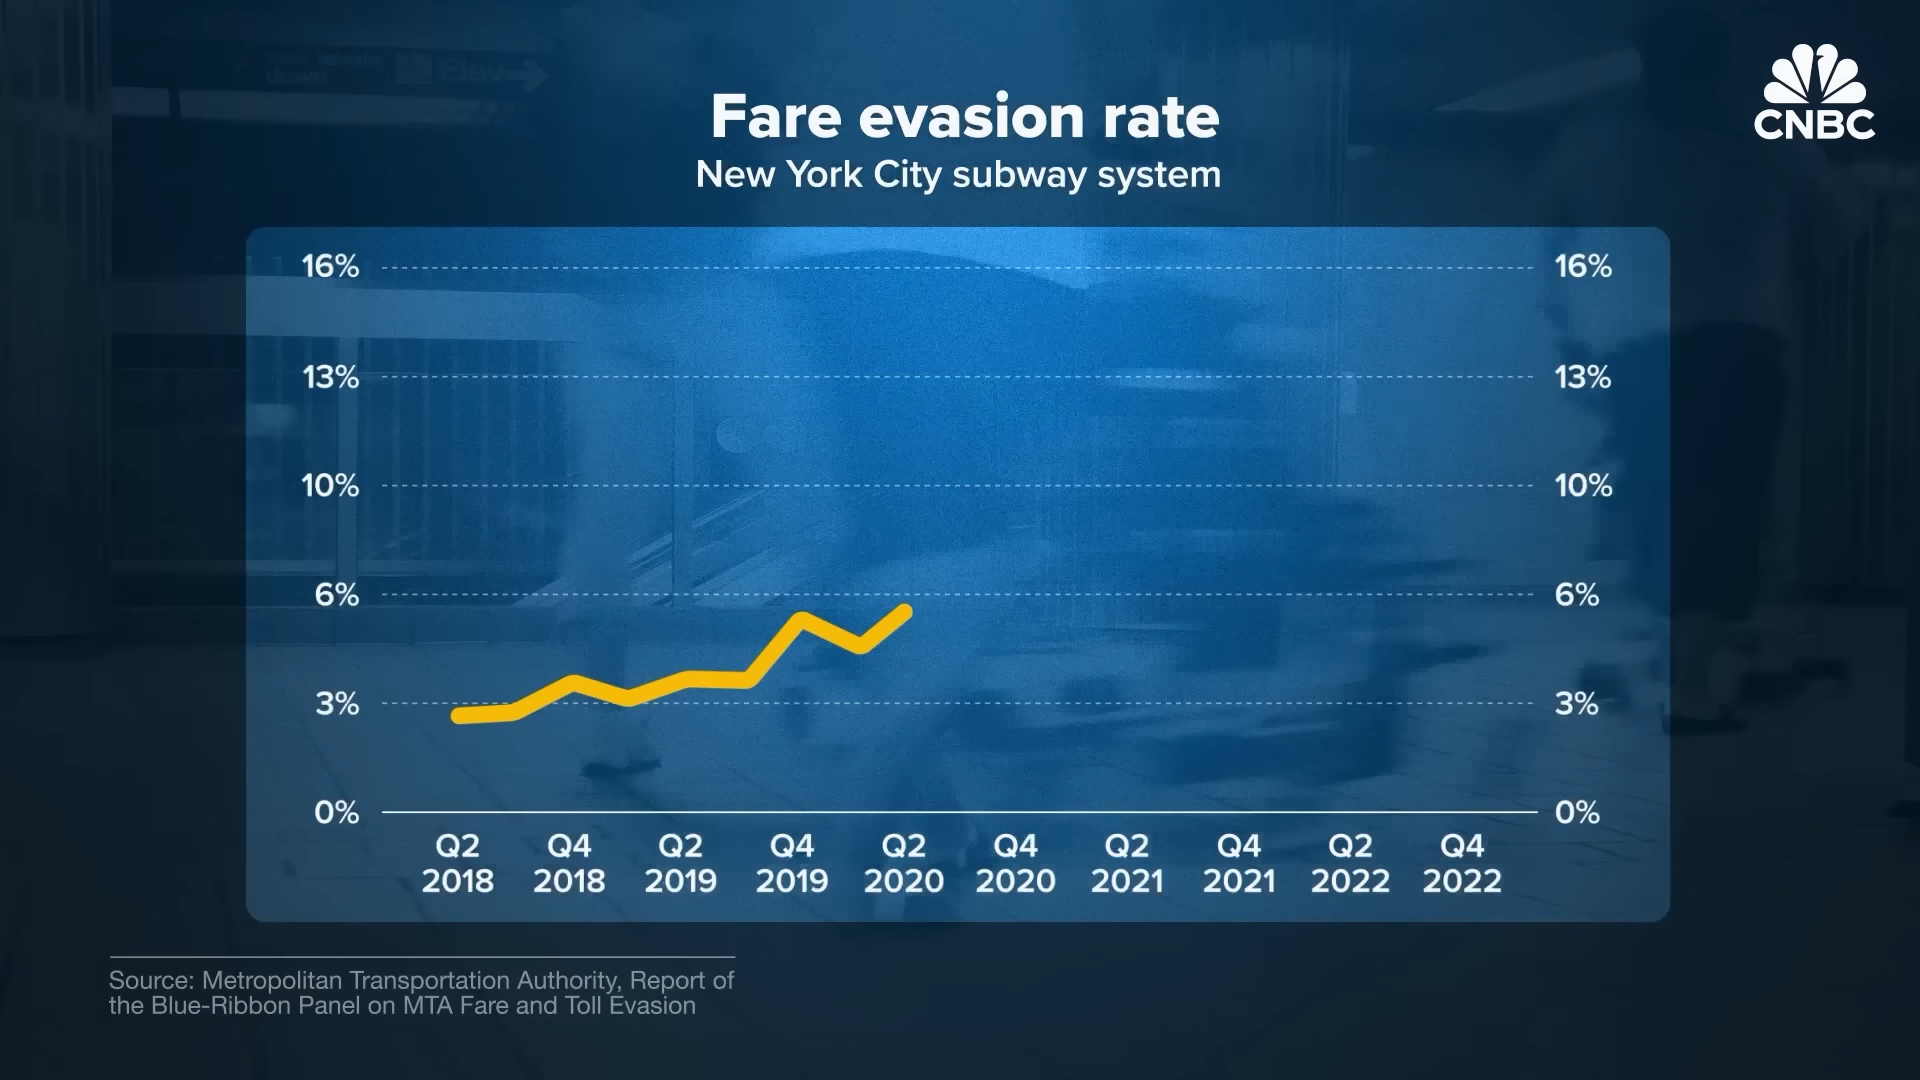 CNBC
Fare evasion rate
New York City subway system
16% 16%
13% 13%
10% 10%
6% 6%
3% 3%
0% 0%
Q2 Q4 Q2 Q4 Q2 Q4 Q2 Q4 Q2 Q4
2018 2018 2019 2019 2020 2020 2021 2021 2022 2022
Source: Metropolitan Transportation Authority, Report of
the Blue-Ribbon Panel on MTA Fare and Toll Evasion